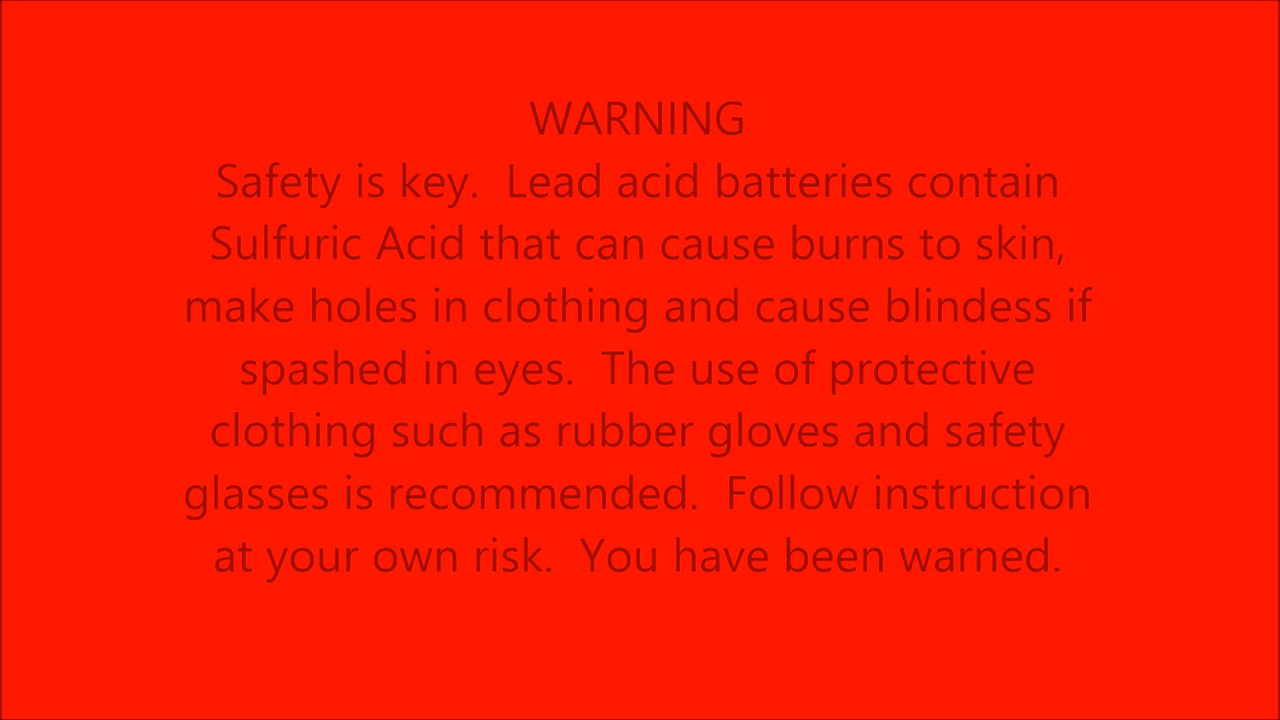 WARNING
Safety is key.  Lead acid batteries contain
Sulfuric Acid that can cause burns to skin,
make holes in clothing and cause blindess if
spashed in eyes.  The use of protective
clothing such as rubber gloves and safety
glasses is recommended.  Follow instruction
at your own risk.  You have been warned.